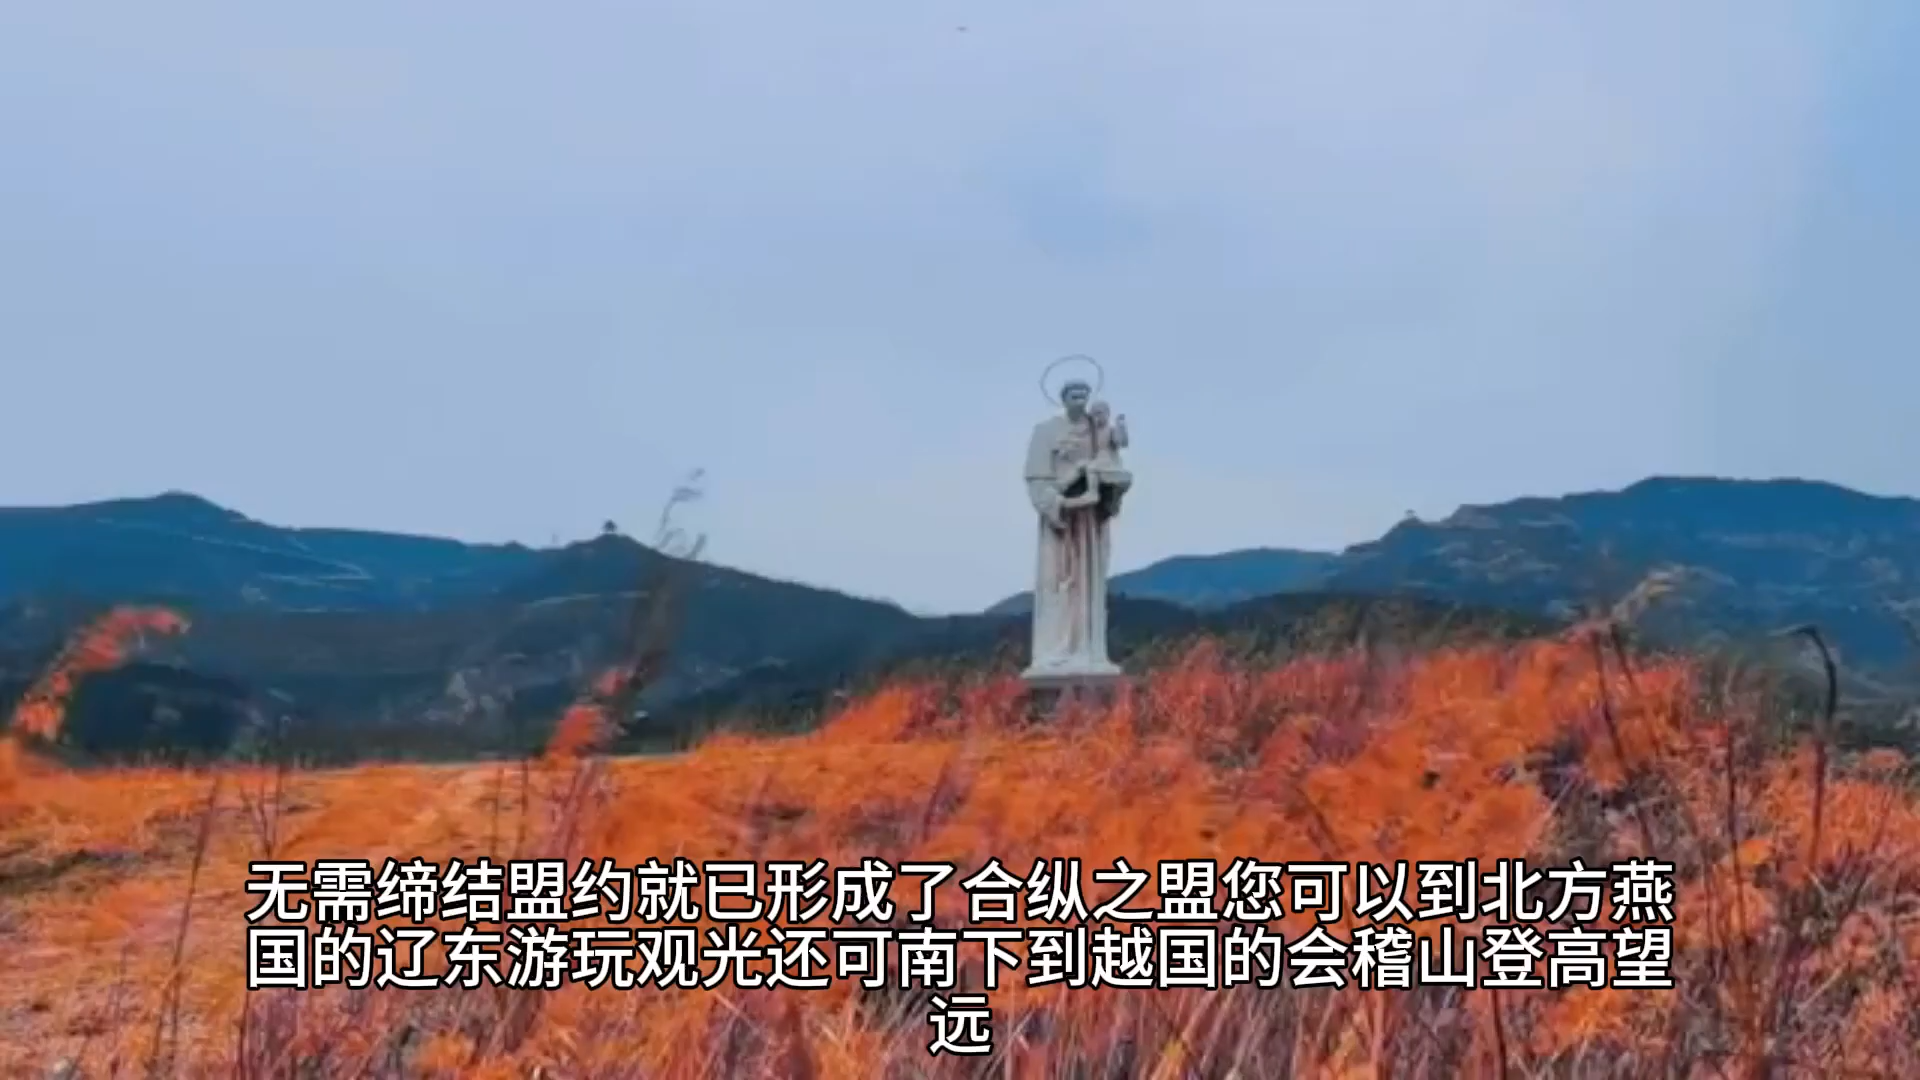 无需缔结盟约就已形成了合纵之盟您可以到北方燕
国的辽东游玩观光还可南下到越国的会稽山登高望
远